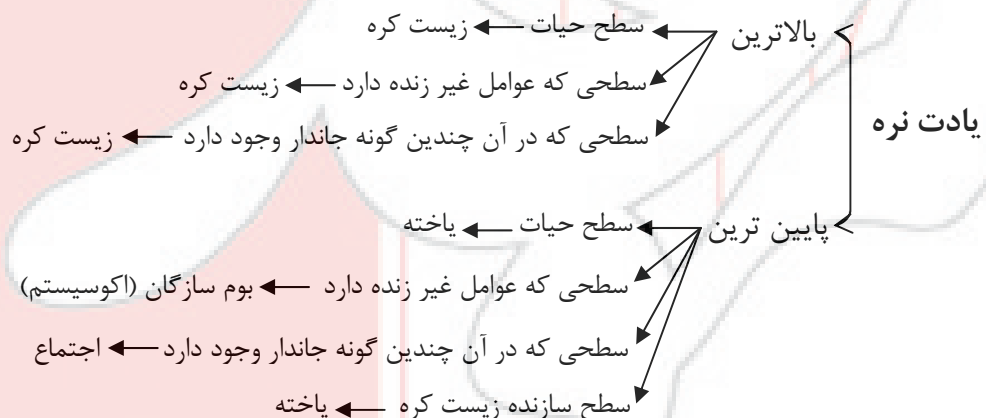 بالاترین سطح حیات ← زیست کره
سطحی که عوامل غیر زنده دارد ← زیست کره
سطحی که در آن چندین گونه جاندار وجود دارد ← زیست کره
یادت نره
پایین ترین سطح حیات ← یاخته
سطحی که عوامل غیر زنده دارد ← بوم سازگان (اکوسیستم)
سطحی که در آن چندین گونه جاندار وجود دارد ← اجتماع
سطح سازنده زیست کره ← یاخته